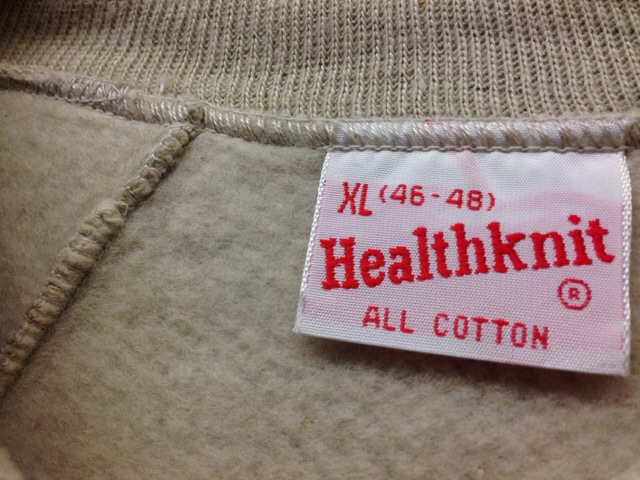 XL (46-48)
Healthknit
®
ALL COTTON